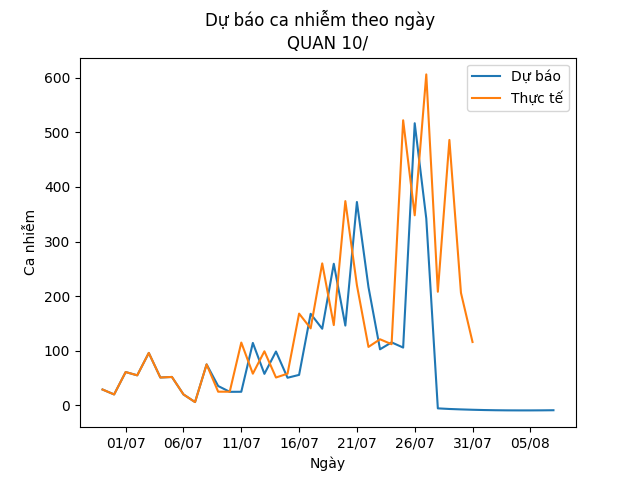 Dự báo ca nhiễm theo ngày
QUAN 10/
Dự báo
Thực tế
600
500
400
300
200
100
0
Ca nhiễm
01/07 06/07 11/07 16/07 21/07 26/07 31/07 05/08
Ngày